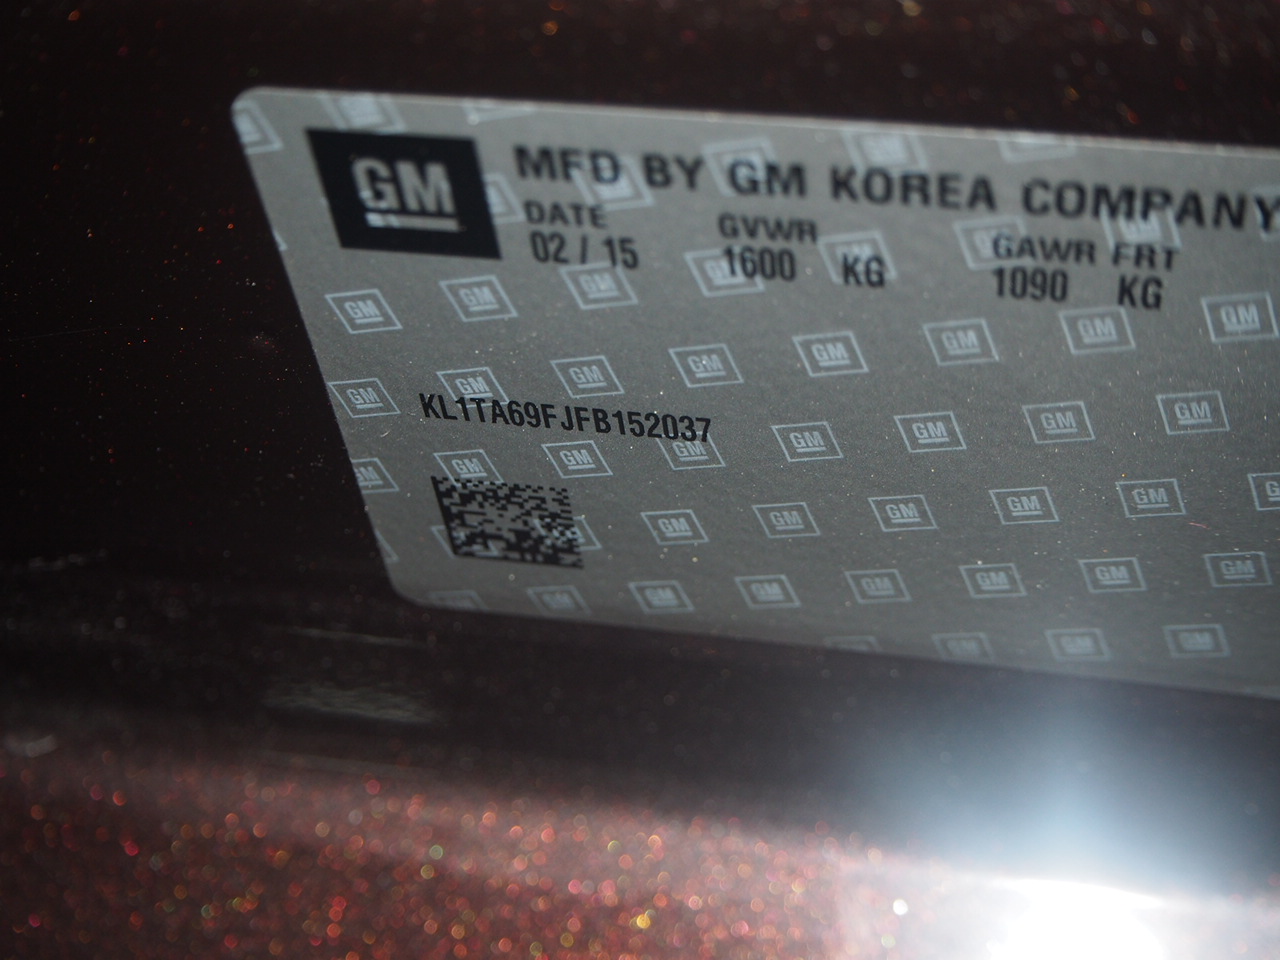 GM
MFD BY GM KOREA COMPANY
DATE GVWR GAWR FRT
02 / 15 1600 KG 1090 KG
KL1TA69FJFB152037